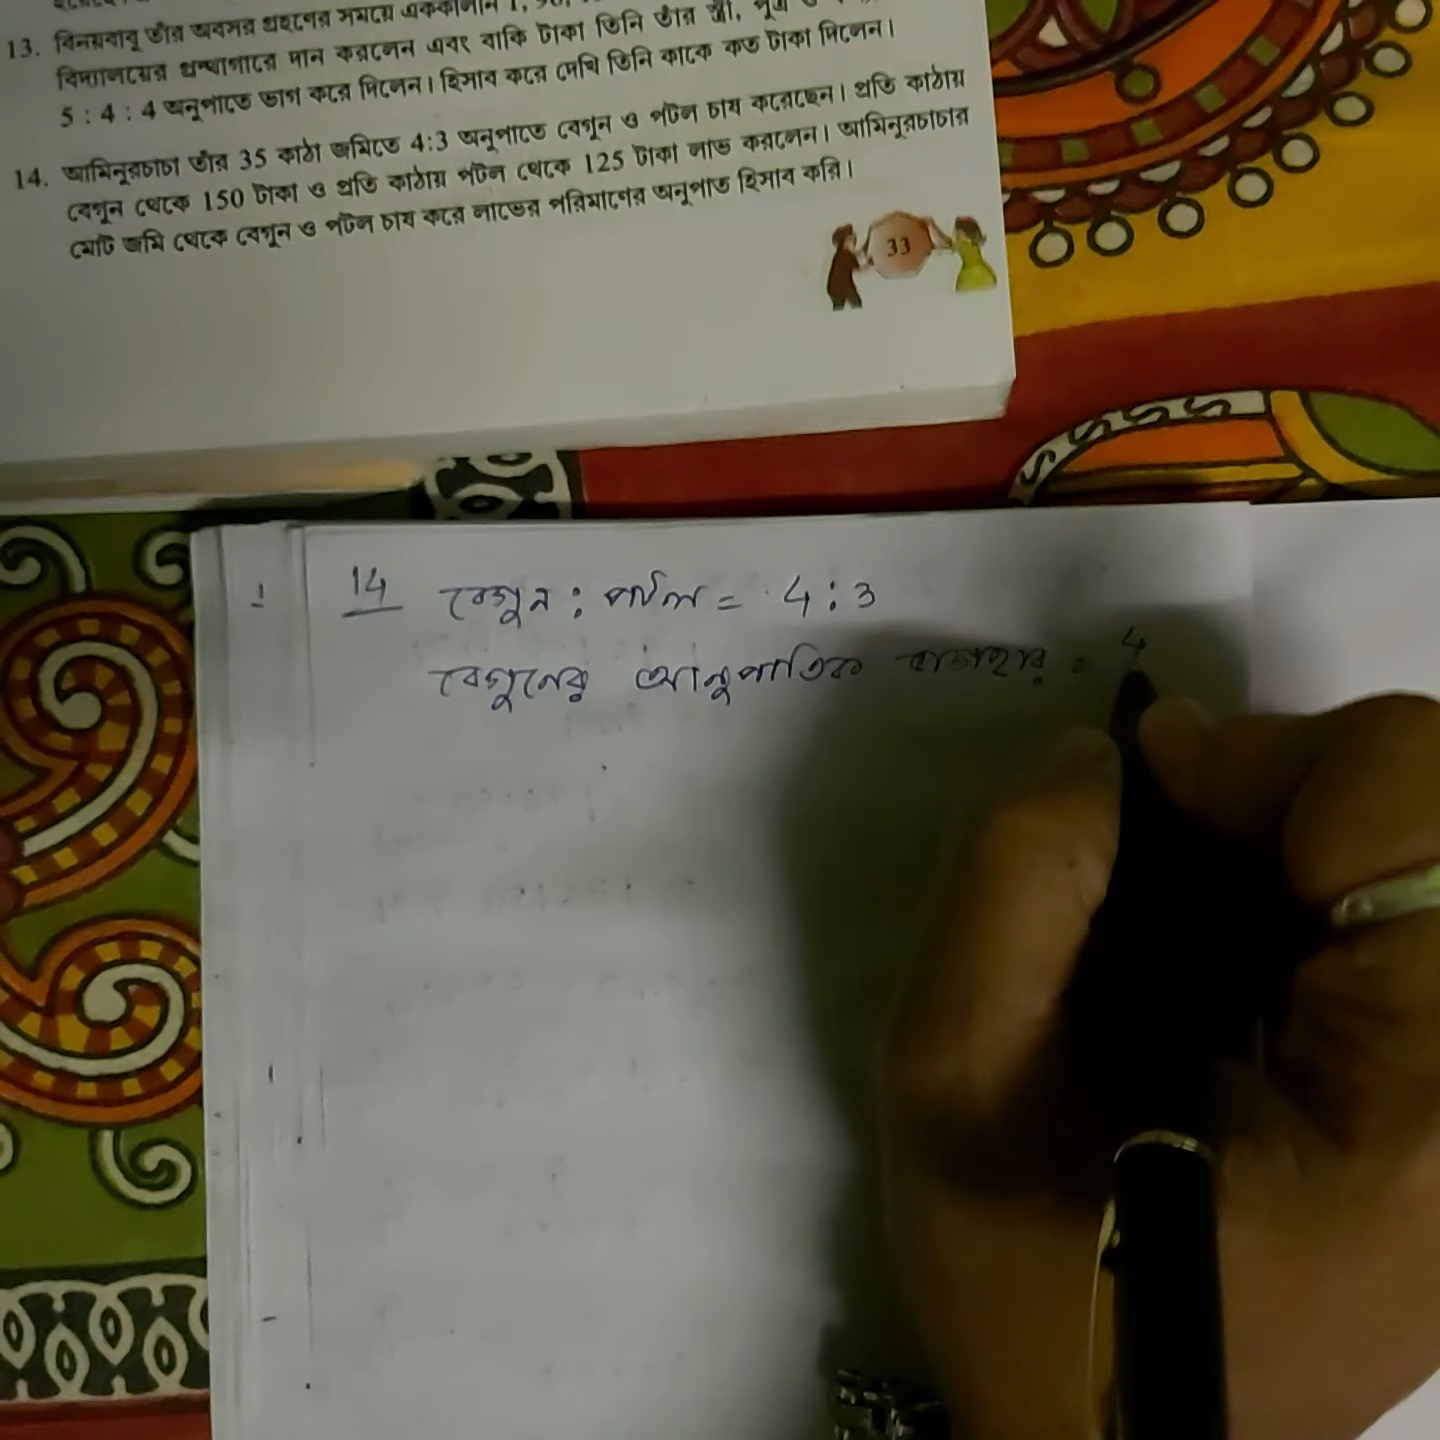 13. বিনয়বাবু তাঁর অবসর গ্রহণের সময়ে এককালীন 1,
বিদ্যালয়ের গ্রন্থাগারে দান করলেন এবং বাকি টাকা তিনি তাঁর স্ত্রী, পুত্র ও
5 : 4 : 4 অনুপাতে ভাগ করে দিলেন। হিসাব করে দেখি তিনি কাকে কত টাকা দিলেন।
14. আমিনুরচাচা তাঁর 35 কাঠা জমিতে 4:3 অনুপাতে বেগুন ও পটল চাষ করেছেন। প্রতি কাঠায়
বেগুন থেকে 150 টাকা ও প্রতি কাঠায় পটল থেকে 125 টাকা লাভ করলেন। আমিনুরচাচার
মোট জমি থেকে বেগুন ও পটল চাষ করে লাভের পরিমাণের অনুপাত হিসাব করি।
33
14 বেগুন : পটল = 4 : 3
বেগুনের আনুপাতিক ভাগহার = 4